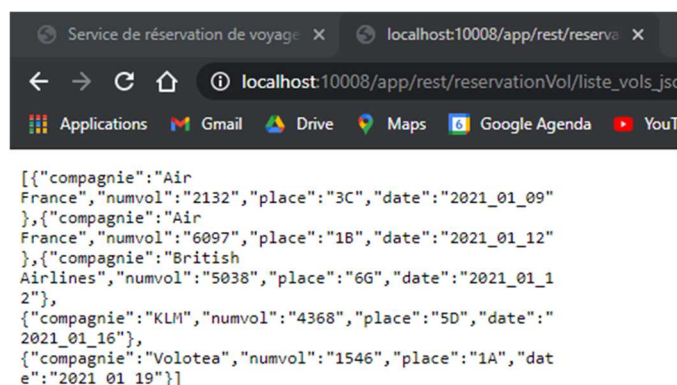 Service de réservation de voyage
localhost:10008/app/rest/reserva
localhost:10008/app/rest/reservationVol/liste_vols_jsc
Applications Gmail Drive Maps 6 Google Agenda YouT
[{"compagnie":"Air
France","numvol":"2132","place":"3C","date":"2021_01_09"
},{"compagnie":"Air
France","numvol":"6097","place":"1B","date":"2021_01_12"
},{"compagnie":"British
Airlines","numvol":"5038","place":"6G","date":"2021_01_1
2"},
{"compagnie":"KLM","numvol":"4368","place":"5D","date":"
2021_01_16"},
{"compagnie":"Volotea","numvol":"1546","place":"1A","dat
e":"2021_01_19"}]